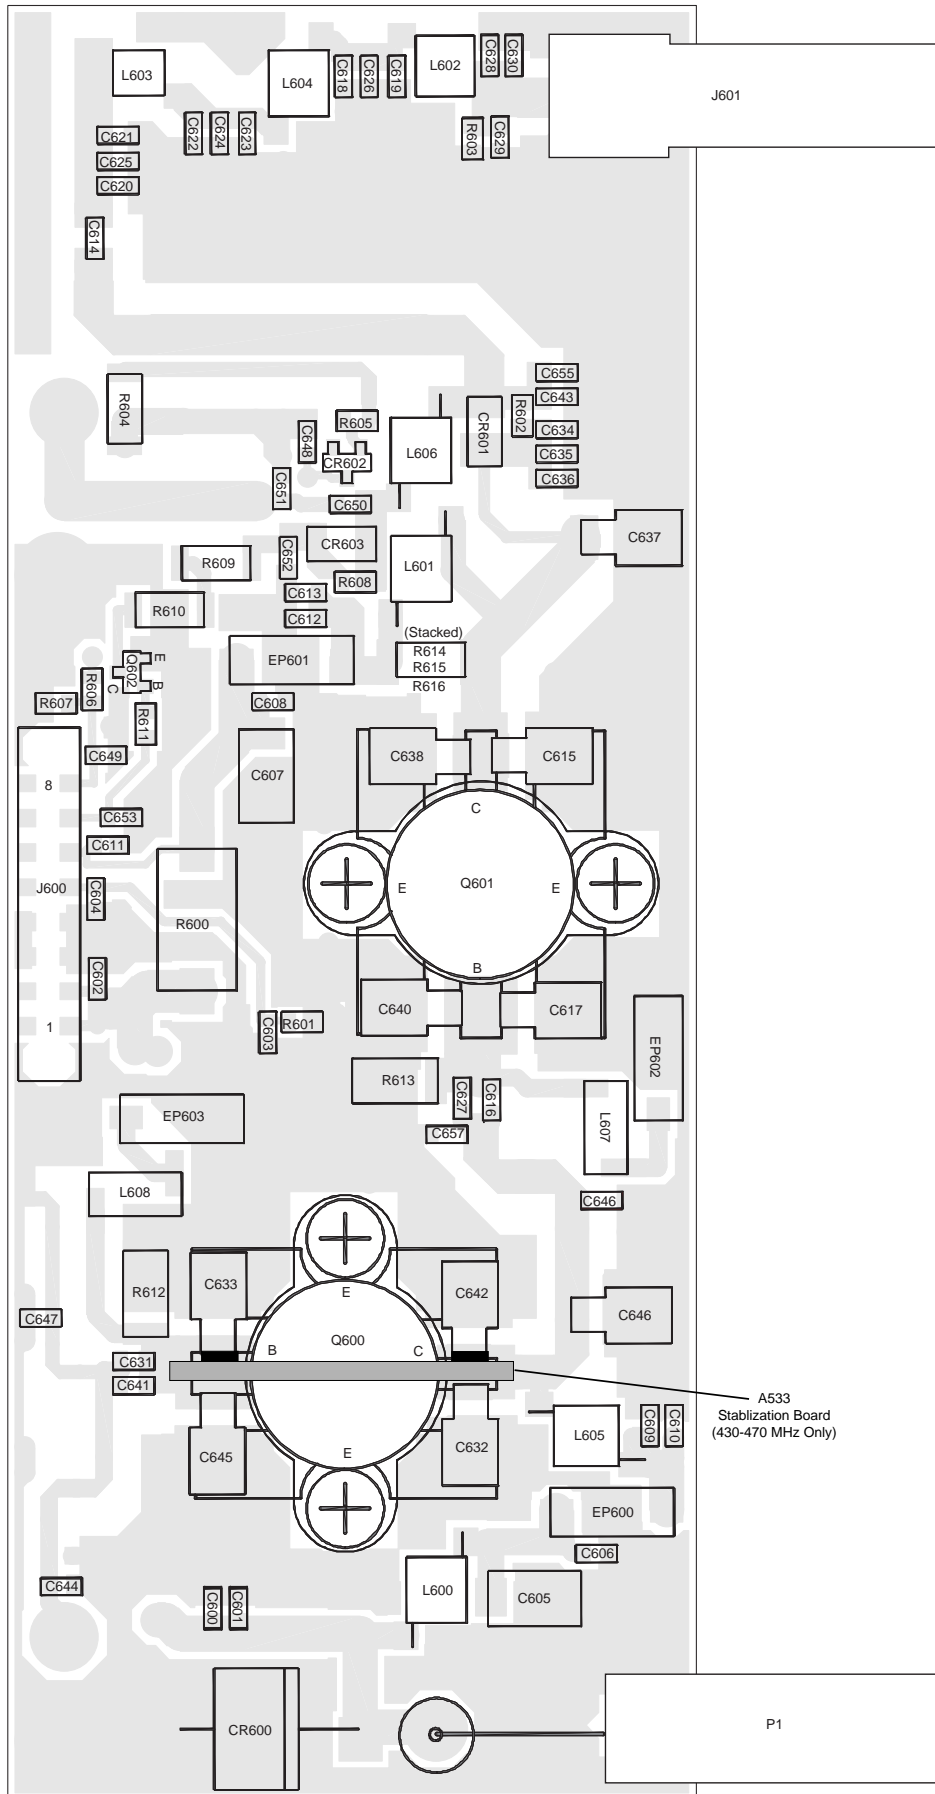 L603
L604
C618
C626
C619
L602
C628
C630
J601
C621
C622
C624
C623
R603
C629
C625
C620
C614
C655
C643
R604
R605
C648
CR602
L606
CR601
R602
C634
C635
C636
C651
C650
C637
CR603
C652
R609
L601
R608
C613
R610
C612
(Stacked)
R614
R615
R616
EP601
E
Q602
C
B
R606
R607
C608
R611
C649
C607
C638
C615
8
C653
C611
C
J600
C604
E
Q601
E
R600
C602
B
1
C603
R601
C640
C617
EP602
R613
C627
C616
C657
L607
EP603
L608
C646
C633
E
C642
R612
C647
Q600
B
C
C646
C631
C641
A533
Stablization Board
(430-470 MHz Only)
L605
C609
C610
C645
E
C632
EP600
C606
C644
C600
C601
L600
C605
CR600
P1